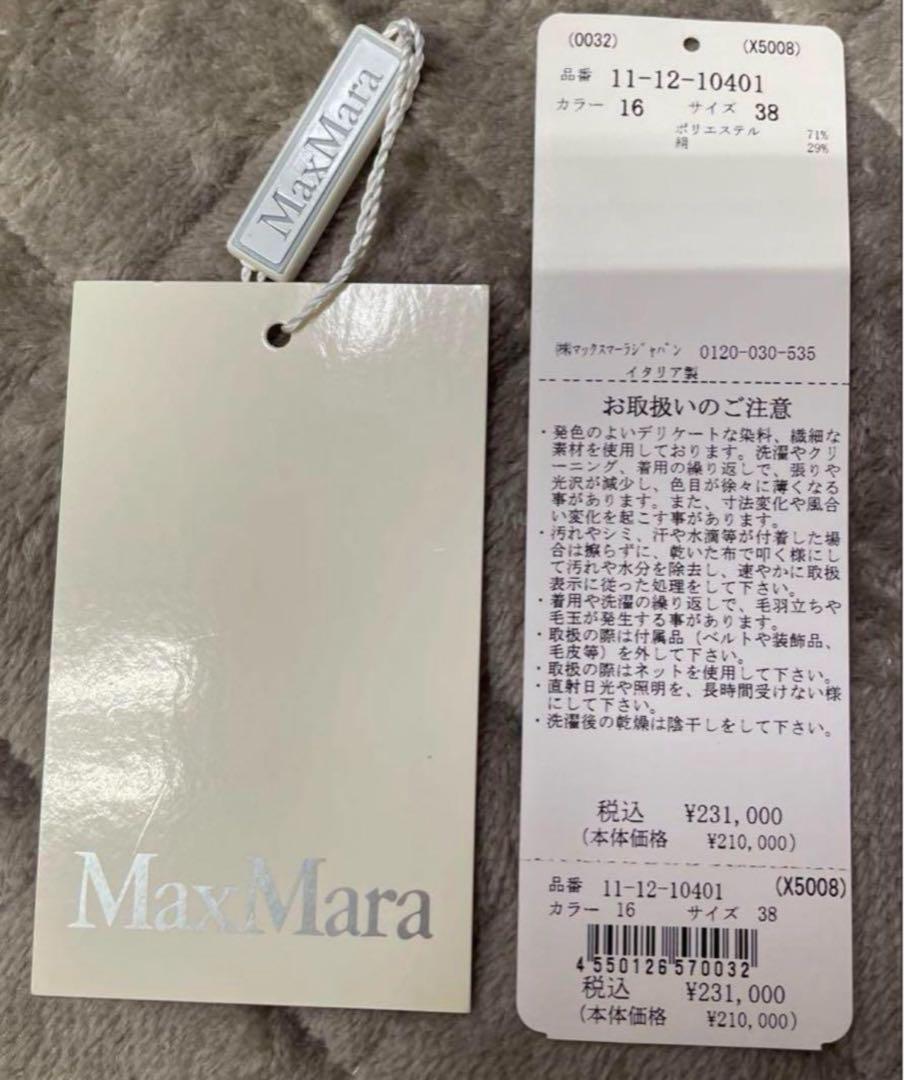 MaxMara
MaxMara
(0032)
(X5008)
品番 11-12-10401
カラー 16 サイズ 38
ポリエステル 71%
絹 29%
㈱マックスマーラジャパン 0120-030-535
イタリア製
お取扱いのご注意
・発色のよいデリケートな染料、繊細な
素材を使用しております。洗濯やクリ
ーニング、着用の繰り返しで、張りや
光沢が減少し、色目が徐々に薄くなる
事があります。また、寸法変化や風合
い変化を起こす事があります。
・汚れやシミ、汗や水滴等が付着した場
合は擦らずに、乾いた布で叩く様にし
て汚れや水分を除去し、速やかに取扱
表示に従った処理をして下さい。
・着用や洗濯の繰り返しで、毛羽立ちや
毛玉が発生する事があります。
・取扱の際は付属品（ベルトや装飾品、
毛皮等）を外して下さい。
・取扱の際はネットを使用して下さい。
・直射日光や照明を、長時間受けない様
にして下さい。
・洗濯後の乾燥は陰干しをして下さい。
税込 ¥231,000
(本体価格 ¥210,000)
品番 11-12-10401 (X5008)
カラー 16 サイズ 38
4 550126 570032
税込 ¥231,000
(本体価格 ¥210,000)